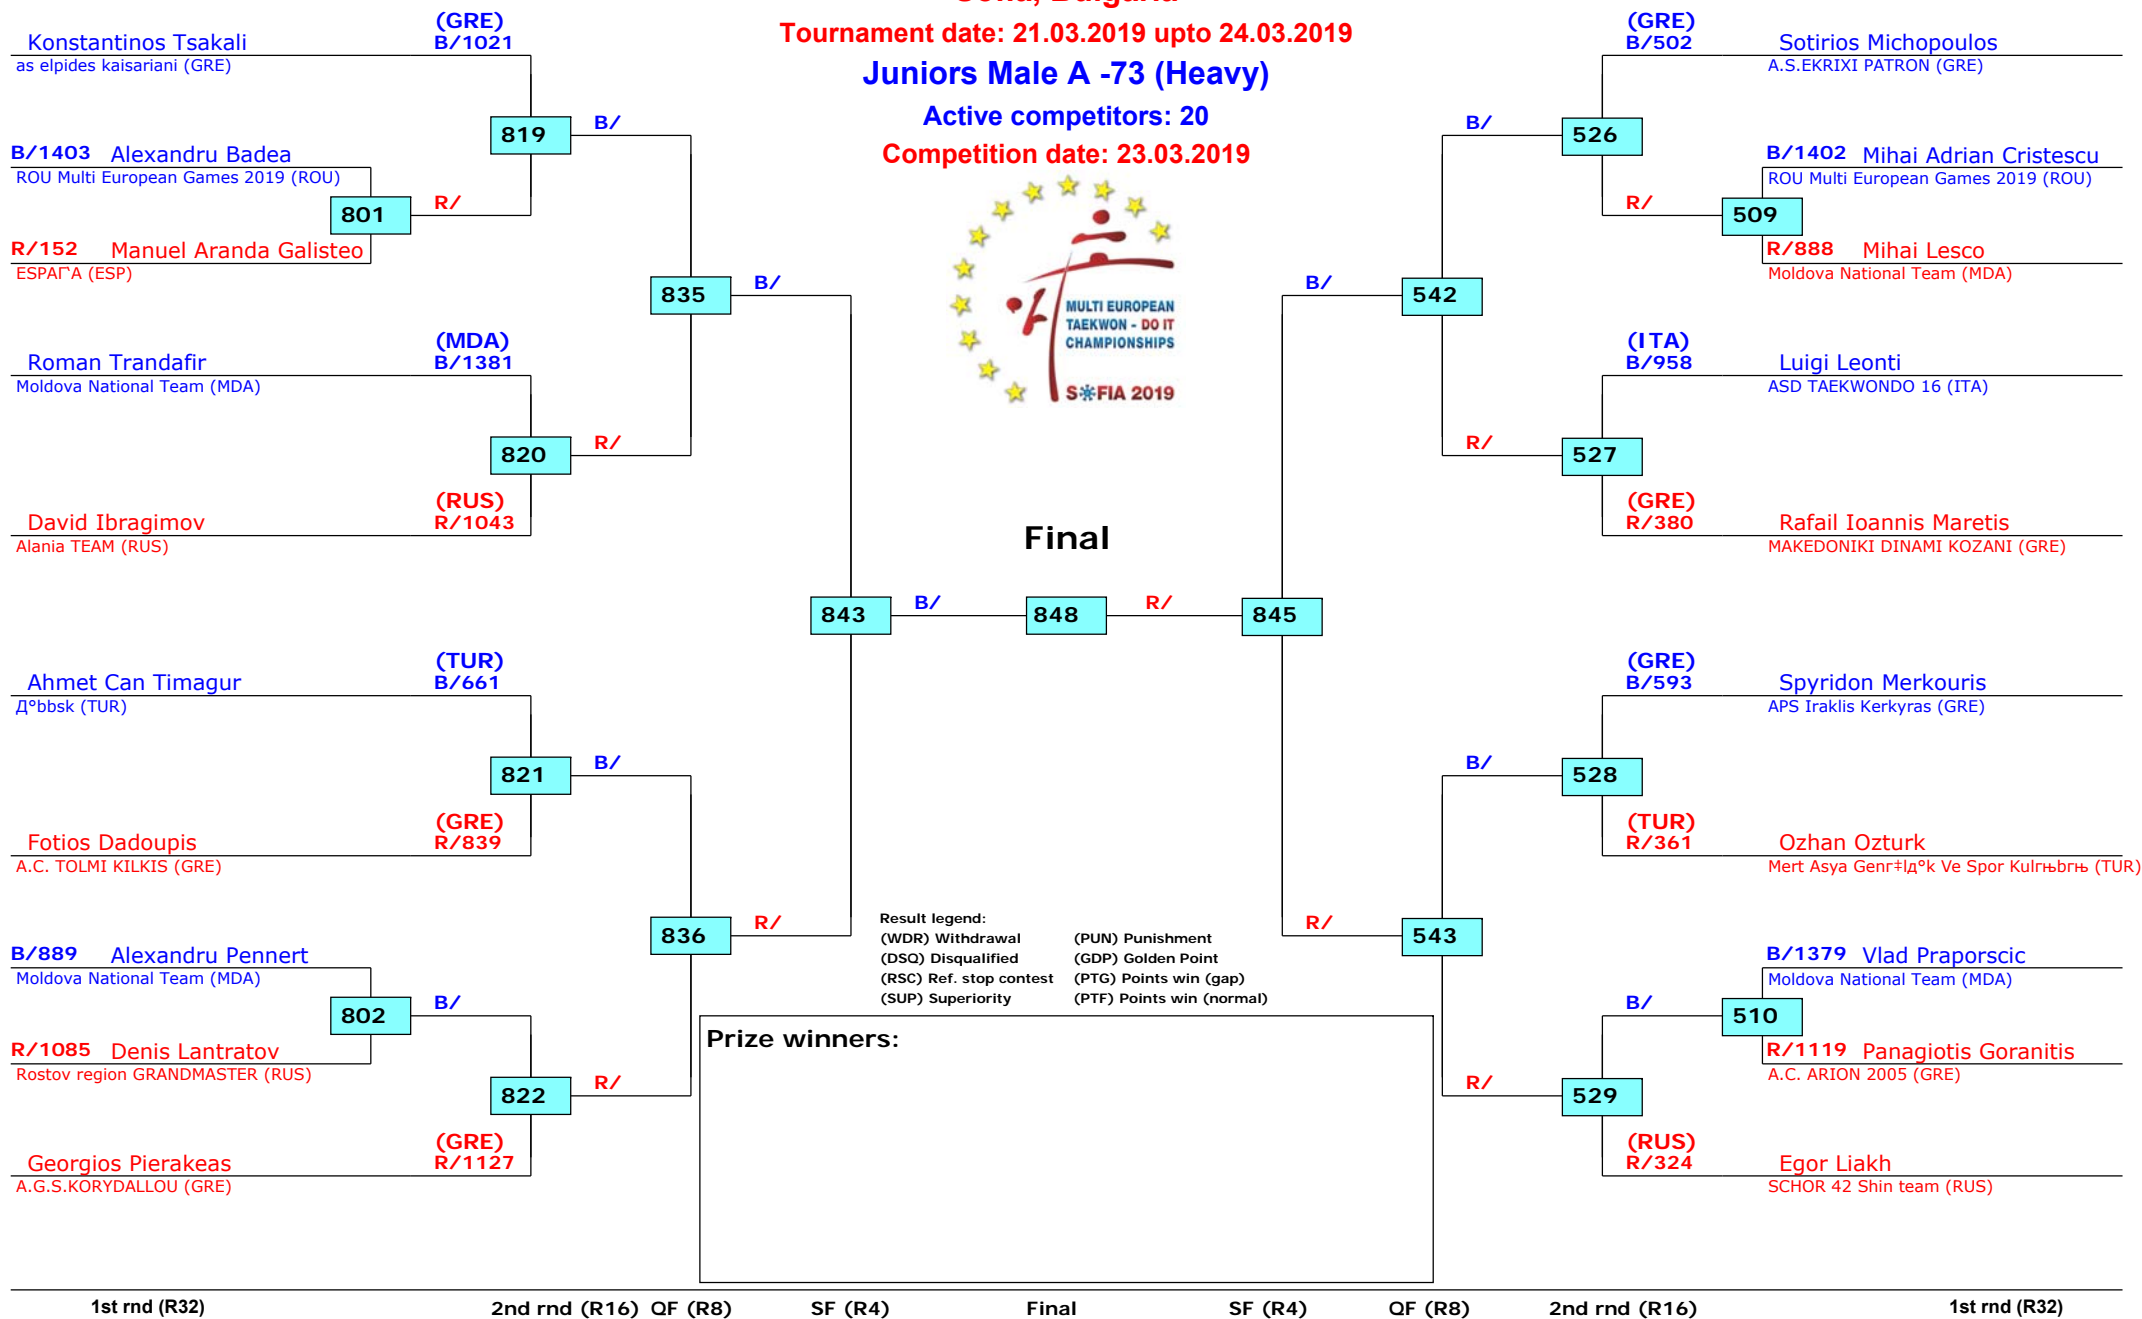 Sofia, Bulgaria
Tournament date: 21.03.2019 upto 24.03.2019
Juniors Male A -73 (Heavy)
Active competitors: 20
Competition date: 23.03.2019
MULTI EUROPEAN
TAEKWON - DO IT
CHAMPIONSHIPS
SOFIA 2019
(GRE)
Konstantinos Tsakali B/1021
as elpides kaisariani (GRE)
819 B/
B/1403 Alexandru Badea
ROU Multi European Games 2019 (ROU)
801 R/
R/152 Manuel Aranda Galisteo
ESPAГ'A (ESP)
835 B/
(MDA)
Roman Trandafir B/1381
Moldova National Team (MDA)
820 R/
(RUS)
David Ibragimov R/1043
Alania TEAM (RUS)
843 B/
(TUR)
Ahmet Can Timagur B/661
Д°bbsk (TUR)
821 B/
(GRE)
Fotios Dadoupis R/839
A.C. TOLMI KILKIS (GRE)
836 R/
B/889 Alexandru Pennert
Moldova National Team (MDA)
802 B/
R/1085 Denis Lantratov
Rostov region GRANDMASTER (RUS)
822 R/
(GRE)
Georgios Pierakeas R/1127
A.G.S.KORYDALLOU (GRE)
Final
848
(GRE)
B/502 Sotirios Michopoulos
A.S.EKRIXI PATRON (GRE)
B/ 526
B/1402 Mihai Adrian Cristescu
ROU Multi European Games 2019 (ROU)
R/ 509
R/888 Mihai Lesco
Moldova National Team (MDA)
B/ 542
(ITA)
B/958 Luigi Leonti
ASD TAEKWONDO 16 (ITA)
R/ 527
(GRE)
R/380 Rafail Ioannis Maretis
MAKEDONIKI DINAMI KOZANI (GRE)
R/ 845
(GRE)
B/593 Spyridon Merkouris
APS Iraklis Kerkyras (GRE)
B/ 528
(TUR)
R/361 Ozhan Ozturk
Mert Asya Genг‡lД°k Ve Spor Kulгњbгњ (TUR)
R/ 543
B/1379 Vlad Praporscic
Moldova National Team (MDA)
B/ 510
R/1119 Panagiotis Goranitis
A.C. ARION 2005 (GRE)
R/ 529
(RUS)
R/324 Egor Liakh
SCHOR 42 Shin team (RUS)
Result legend:
(WDR) Withdrawal (PUN) Punishment
(DSQ) Disqualified (GDP) Golden Point
(RSC) Ref. stop contest (PTG) Points win (gap)
(SUP) Superiority (PTF) Points win (normal)
Prize winners:
1st rnd (R32) 2nd rnd (R16) QF (R8) SF (R4) Final SF (R4) QF (R8) 2nd rnd (R16) 1st rnd (R32)